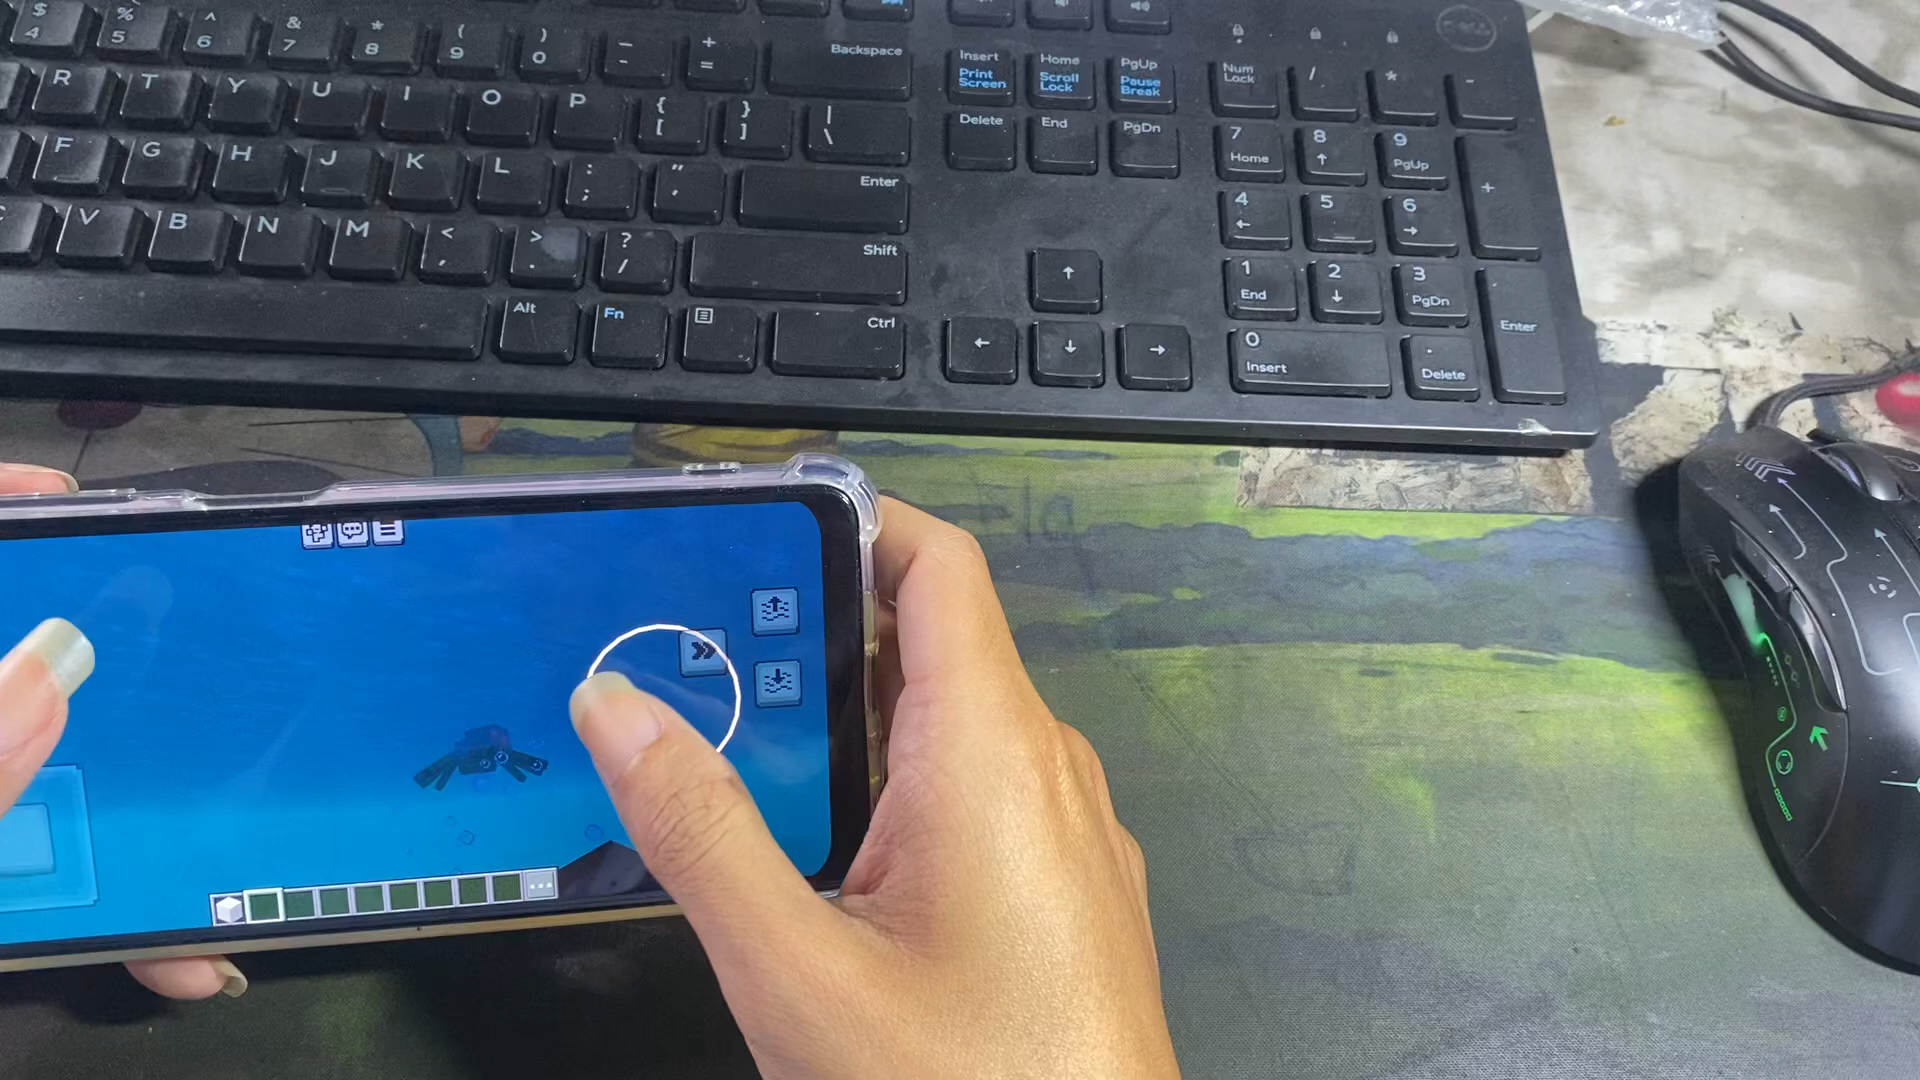 $ 4 % 5 ^ 6 & 7 * 8 ( 9 ) 0 _ - + = Backspace
R T Y U I O P { [ } ] | \
F G H J K L : ; " ' Enter
V B N M < , > . ? / Shift
Alt Fn Ctrl
Insert Print Screen Home Scroll Lock PgUp Pause Break
Delete End PgDn
↑
← ↓ →
Num Lock / * -
7 Home 8 ↑ 9 PgUp +
4 ← 5 6 →
1 End 2 ↓ 3 PgDn Enter
0 Insert . Delete
DELL